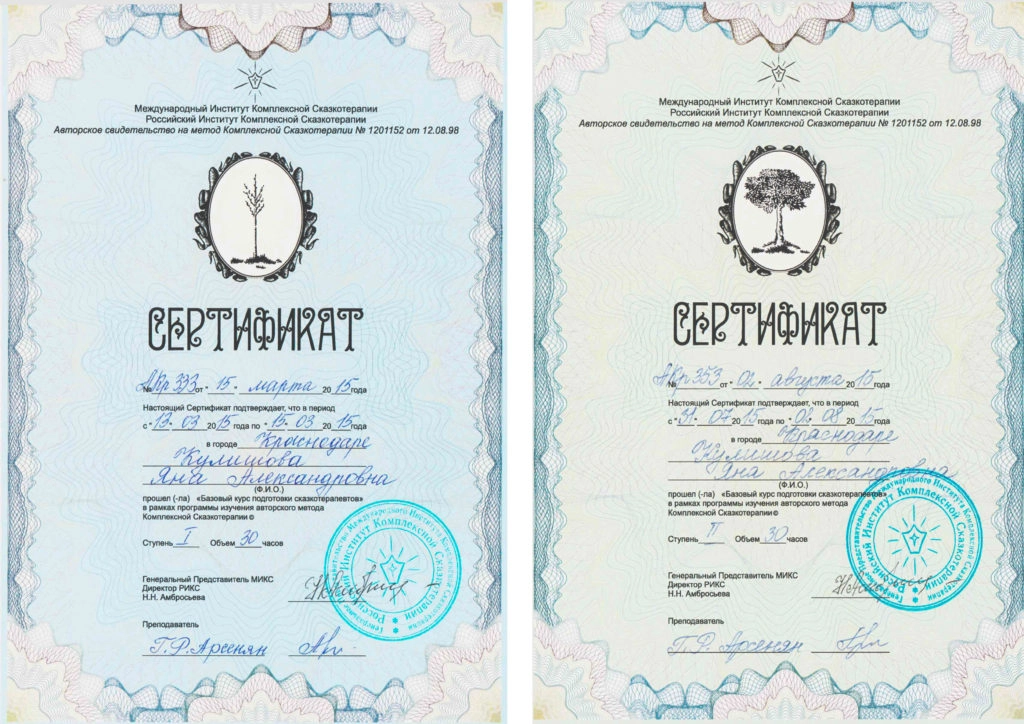 Международный Институт Комплексной Сказкотерапии
Российский Институт Комплексной Сказкотерапии
Авторское свидетельство на метод Комплексной Сказкотерапии № 1201152 от 12.08.98
СЕРТИФИКАТ
№ АКр 333 от " 15 " марта 20 15 года
Настоящий Сертификат подтверждает, что в период
с " 13 - 03 20 15 года по " 15 - 03 20 15 года
в городе Краснодаре
Кулишова
Яна Александровна
(Ф.И.О.)
прошел (-ла) «Базовый курс подготовки сказкотерапевтов»
в рамках программы изучения авторского метода
Комплексной Сказкотерапии ©
Ступень I Объем 30 часов
Генеральный Представитель МИКС
Директор РИКС
Н.Н. Амбросьева
Преподаватель
Г.Р. Арсенян
Генеральное Представительство Международного Института Комплексной Сказкотерапии
Российский Институт Комплексной Сказкотерапии
Международный Институт Комплексной Сказкотерапии
Российский Институт Комплексной Сказкотерапии
Авторское свидетельство на метод Комплексной Сказкотерапии № 1201152 от 12.08.98
СЕРТИФИКАТ
№ АКр 353 от " 02 " августа 20 15 года
Настоящий Сертификат подтверждает, что в период
с " 31 - 07 20 15 года по " 02 - 08 20 15 года
в городе Краснодаре
Кулишова
Яна Александровна
(Ф.И.О.)
прошел (-ла) «Базовый курс подготовки сказкотерапевтов»
в рамках программы изучения авторского метода
Комплексной Сказкотерапии ©
Ступень II Объем 30 часов
Генеральный Представитель МИКС
Директор РИКС
Н.Н. Амбросьева
Преподаватель
Г.Р. Арсенян
Генеральное Представительство Международного Института Комплексной Сказкотерапии
Российский Институт Комплексной Сказкотерапии